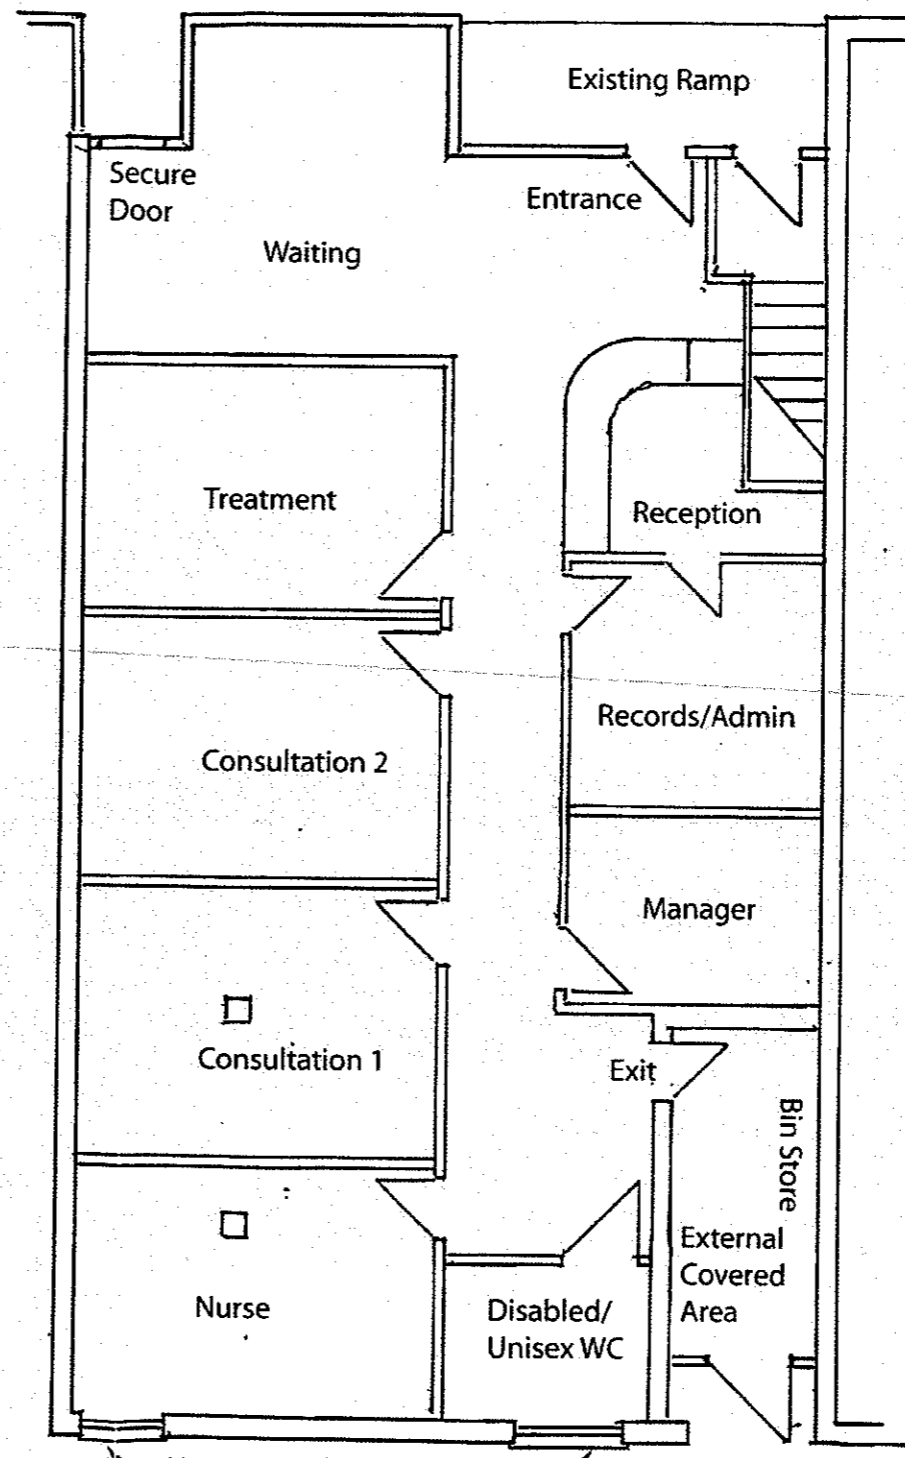 Existing Ramp
Secure
Door
Entrance
Waiting
Treatment
Reception
Records/Admin
Consultation 2
Manager
Consultation 1
Exit
Bin Store
External
Covered
Area
Nurse
Disabled/
Unisex WC